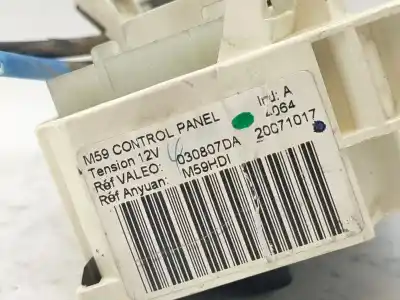 M59 CONTROL PANEL Ind: A
Tension 12V 4064
Réf VALEO: 030807DA 20071017
Réf Anyuan: M59HDI